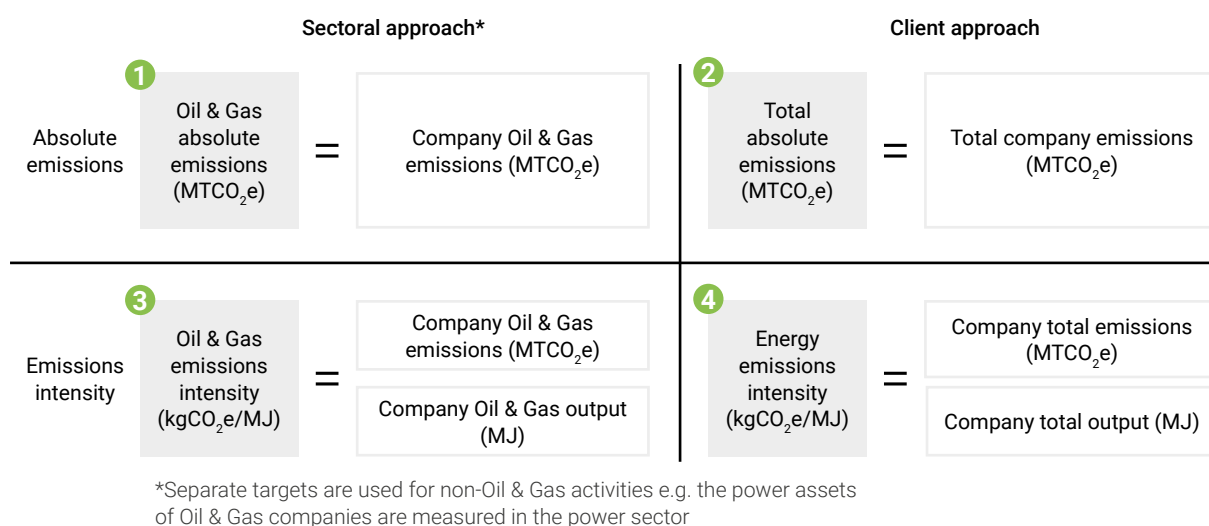 Sectoral approach*
Client approach
1
Oil & Gas
absolute
emissions
(MTCO₂e)
Absolute
emissions
=
Company Oil & Gas
emissions (MTCO₂e)
2
Total
absolute
emissions
(MTCO₂e)
=
Total company emissions
(MTCO₂e)
3
Oil & Gas
emissions
intensity
(kgCO₂e/MJ)
Emissions
intensity
=
Company Oil & Gas
emissions (MTCO₂e)
Company Oil & Gas output
(MJ)
4
Energy
emissions
intensity
(kgCO₂e/MJ)
=
Company total emissions
(MTCO₂e)
Company total output (MJ)
*Separate targets are used for non-Oil & Gas activities e.g. the power assets
of Oil & Gas companies are measured in the power sector